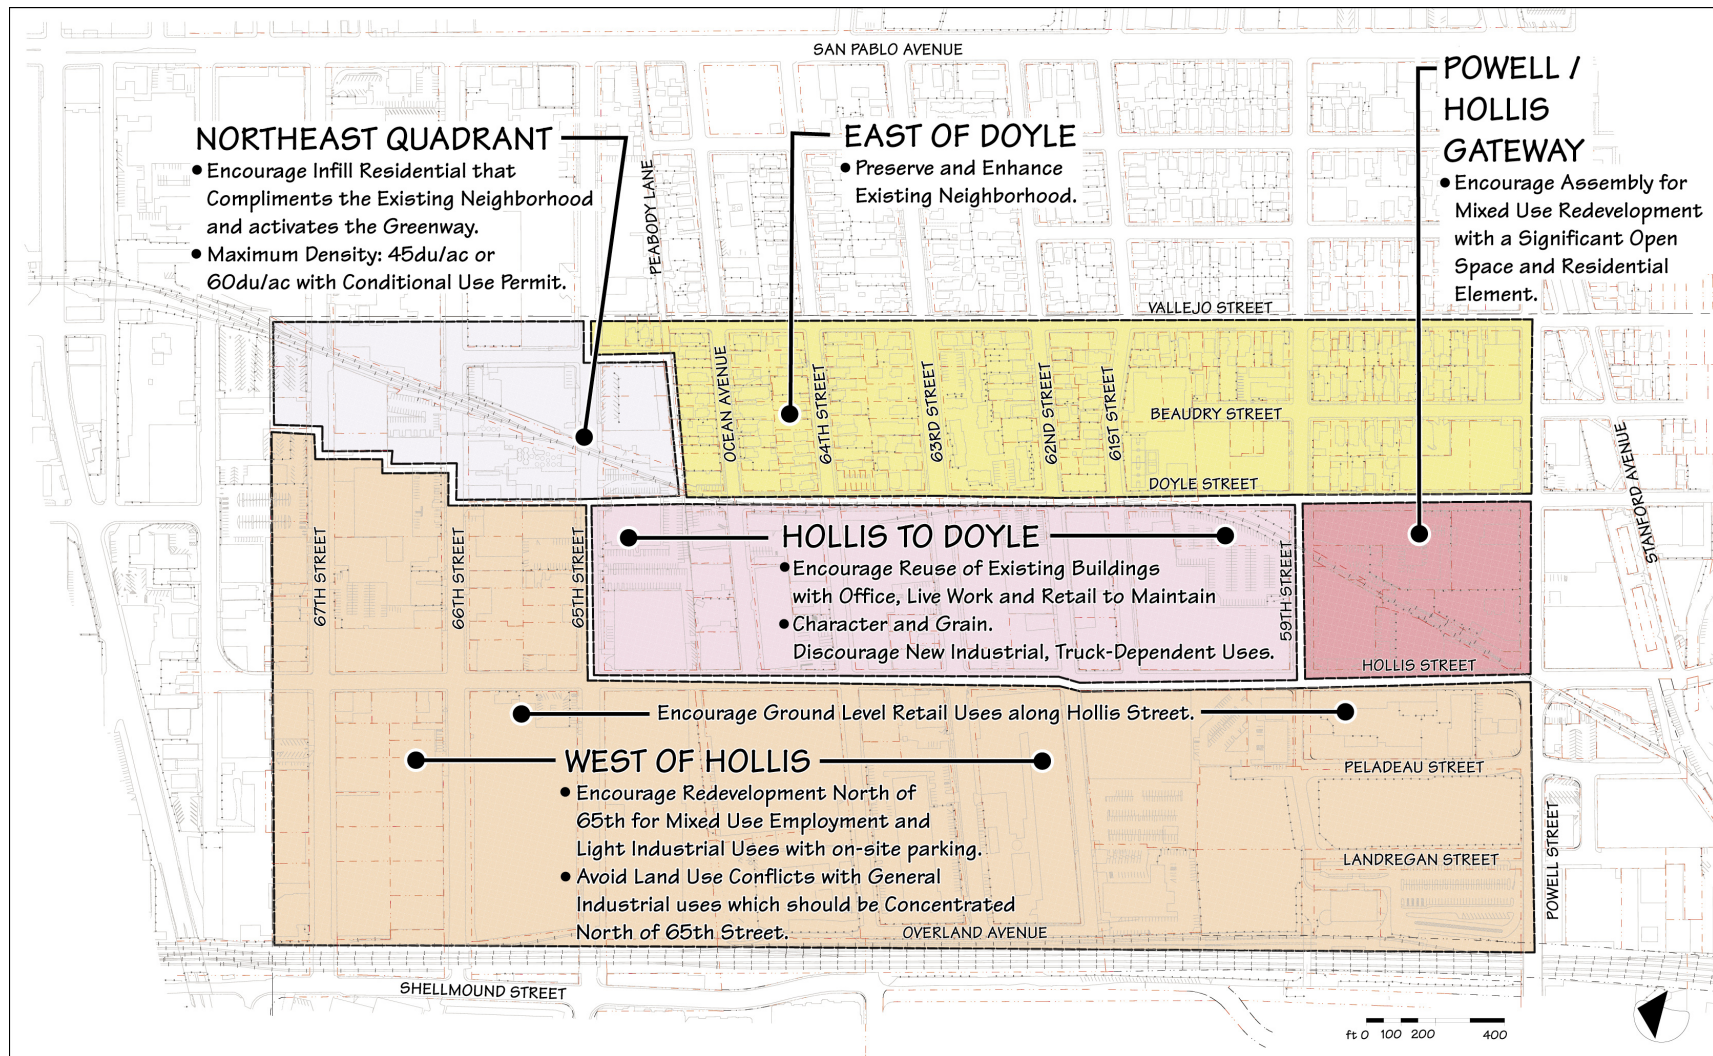 SAN PABLO AVENUE
NORTHEAST QUADRANT
● Encourage Infill Residential that
Compliments the Existing Neighborhood
and activates the Greenway.
● Maximum Density: 45du/ac or
60du/ac with Conditional Use Permit.
PEABODY LANE
EAST OF DOYLE
● Preserve and Enhance
Existing Neighborhood.
POWELL /
HOLLIS
GATEWAY
● Encourage Assembly for
Mixed Use Redevelopment
with a Significant Open
Space and Residential
Element.
VALLEJO STREET
OCEAN AVENUE
64TH STREET
63RD STREET
62ND STREET
61ST STREET
BEAUDRY STREET
DOYLE STREET
STANFORD AVENUE
67TH STREET
66TH STREET
65TH STREET
HOLLIS TO DOYLE
● Encourage Reuse of Existing Buildings
with Office, Live Work and Retail to Maintain
● Character and Grain.
Discourage New Industrial, Truck-Dependent Uses.
59TH STREET
HOLLIS STREET
Encourage Ground Level Retail Uses along Hollis Street.
WEST OF HOLLIS
● Encourage Redevelopment North of
65th for Mixed Use Employment and
Light Industrial Uses with on-site parking.
● Avoid Land Use Conflicts with General
Industrial uses which should be Concentrated
North of 65th Street.
PELADEAU STREET
LANDREGAN STREET
POWELL STREET
OVERLAND AVENUE
SHELLMOUND STREET
ft 0 100 200 400